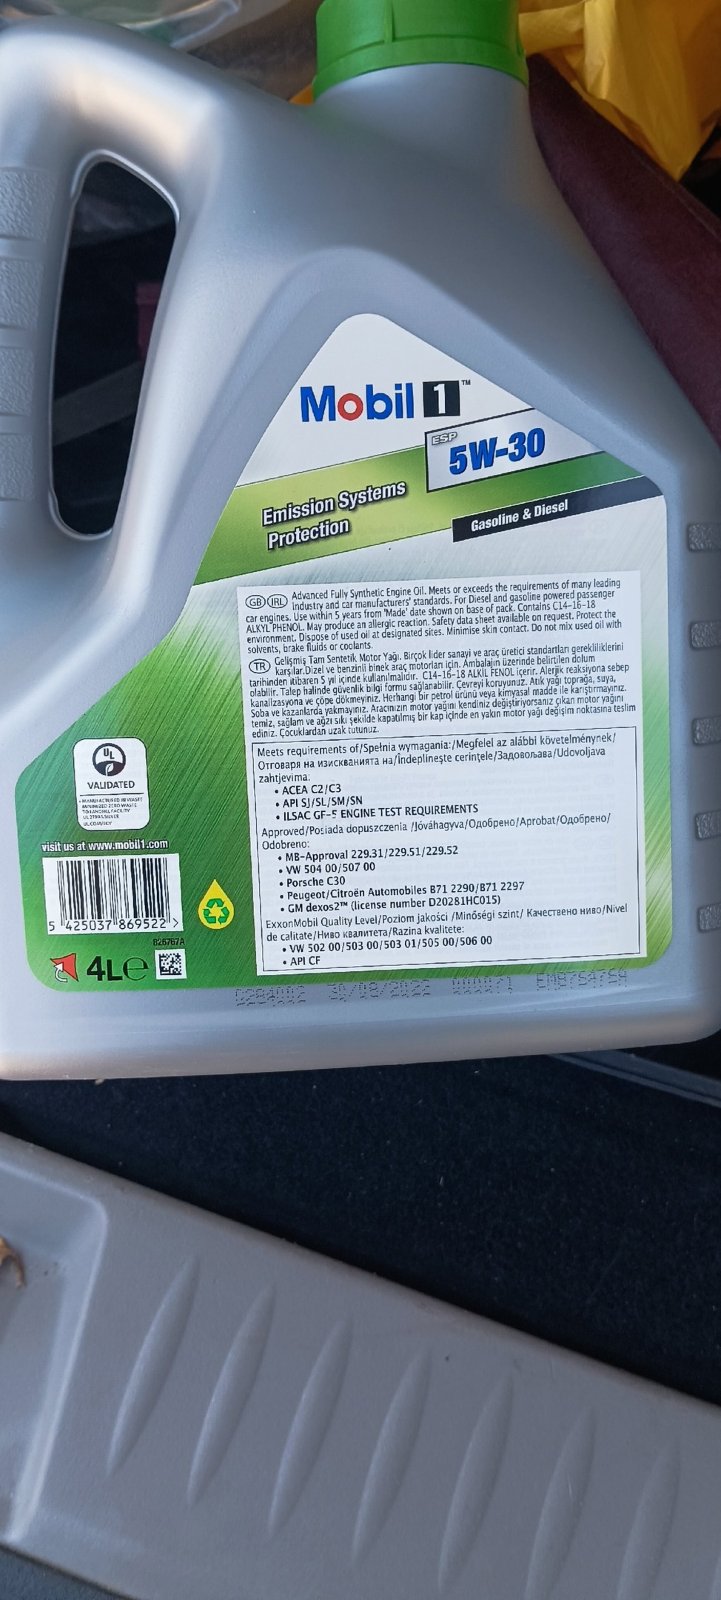 Mobil 1™
ESP
5W-30
Emission Systems
Protection
Gasoline & Diesel
GB IRL Advanced Fully Synthetic Engine Oil. Meets or exceeds the requirements of many leading
industry and car manufacturers' standards. For Diesel and gasoline powered passenger
car engines. Use within 5 years from 'Made' date shown on base of pack. Contains C14-16-18
ALKYL PHENOL. May produce an allergic reaction. Safety data sheet available on request. Protect the
environment. Dispose of used oil at designated sites. Minimise skin contact. Do not mix used oil with
solvents, brake fluids or coolants.
TR Gelişmiş Tam Sentetik Motor Yağı. Birçok lider sanayi ve araç üretici standartları gerekliliklerini
karşılar. Dizel ve benzinli binek araç motorları için. Ambalajın üzerinde belirtilen dolum
tarihinden itibaren 5 yıl içinde kullanılmalıdır. C14-16-18 ALKİL FENOL içerir. Alerjik reaksiyona sebep
olabilir. Talep halinde güvenlik bilgi formu sağlanabilir. Çevreyi koruyunuz. Atık yağı toprağa, suya,
kanalizasyona ve çöpe dökmeyiniz. Herhangi bir petrol ürünü veya kimyasal madde ile karıştırmayınız.
Soba ve kazanlarda yakmayınız. Aracınızın motor yağını kendiniz değiştiriyorsanız çıkan motor yağını
temiz, sağlam ve ağzı sıkı şekilde kapatılmış bir kap içinde en yakın motor yağı değişim noktasına teslim
ediniz. Çocuklardan uzak tutunuz.
Meets requirements of/Spełnia wymagania:/Megfelel az alábbi követelménynek/
Отговаря на изискванията на/Îndeplineşte cerinţele/Задовољава/Udovoljava
zahtjevima:
• ACEA C2/C3
• API SJ/SL/SM/SN
• ILSAC GF-5 ENGINE TEST REQUIREMENTS
Approved/Posiada dopuszczenia /Jóváhagyva/Одобрено/Aprobat/Одобрено/
Odobreno:
• MB-Approval 229.31/229.51/229.52
• VW 504 00/507 00
• Porsche C30
• Peugeot/Citroën Automobiles B71 2290/B71 2297
• GM dexos2™ (license number D20281HC015)
ExxonMobil Quality Level/Poziom jakości /Minőségi szint/ Качествено ниво/Nivel
de calitate/Ниво квалитета/Razina kvalitete:
• VW 502 00/503 00/503 01/505 00/506 00
• API CF
UL
VALIDATED
visit us at www.mobil1.com
5 425037 869522 >
826767A
4L℮
30/08/2022